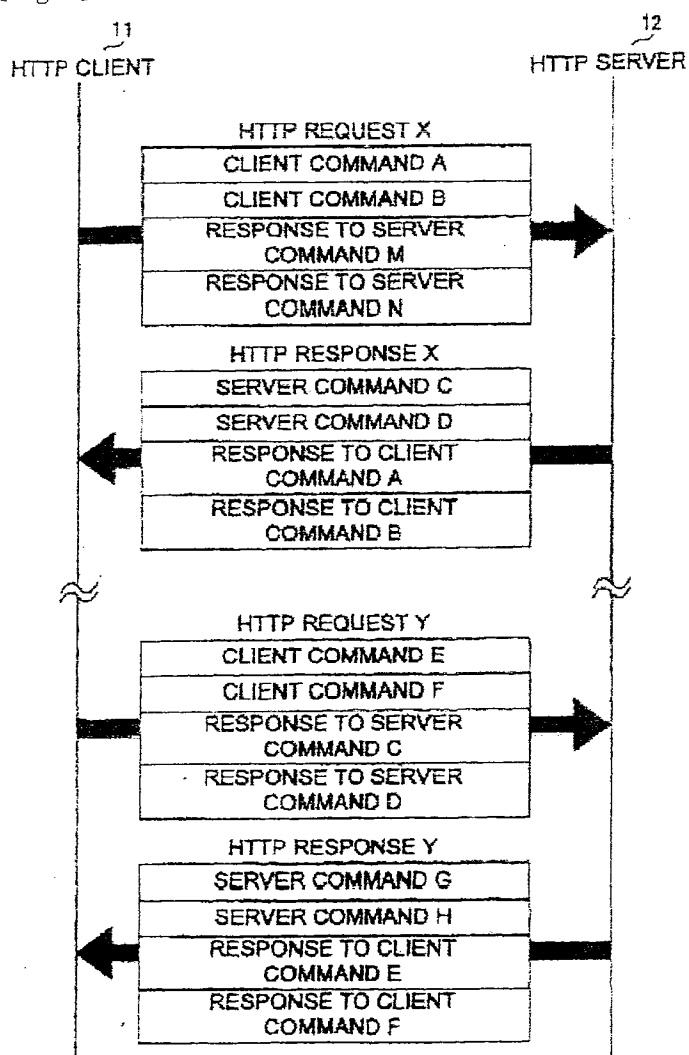 11
12
HTTP CLIENT
HTTP SERVER
HTTP REQUEST X
CLIENT COMMAND A
CLIENT COMMAND B
RESPONSE TO SERVER
COMMAND M
RESPONSE TO SERVER
COMMAND N
HTTP RESPONSE X
SERVER COMMAND C
SERVER COMMAND D
RESPONSE TO CLIENT
COMMAND A
RESPONSE TO CLIENT
COMMAND B
HTTP REQUEST Y
CLIENT COMMAND E
CLIENT COMMAND F
RESPONSE TO SERVER
COMMAND C
RESPONSE TO SERVER
COMMAND D
HTTP RESPONSE Y
SERVER COMMAND G
SERVER COMMAND H
RESPONSE TO CLIENT
COMMAND E
RESPONSE TO CLIENT
COMMAND F